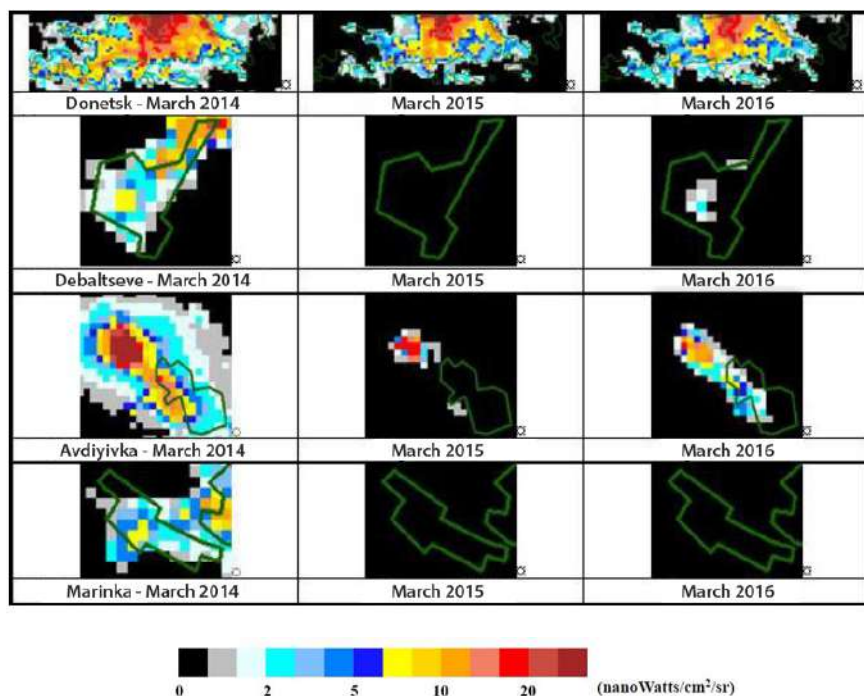 Donetsk - March 2014 March 2015 March 2016
Debaltseve - March 2014 March 2015 March 2016
Avdiyivka - March 2014 March 2015 March 2016
Marinka - March 2014 March 2015 March 2016
0 2 5 10 20 (nanoWatts/cm²/sr)